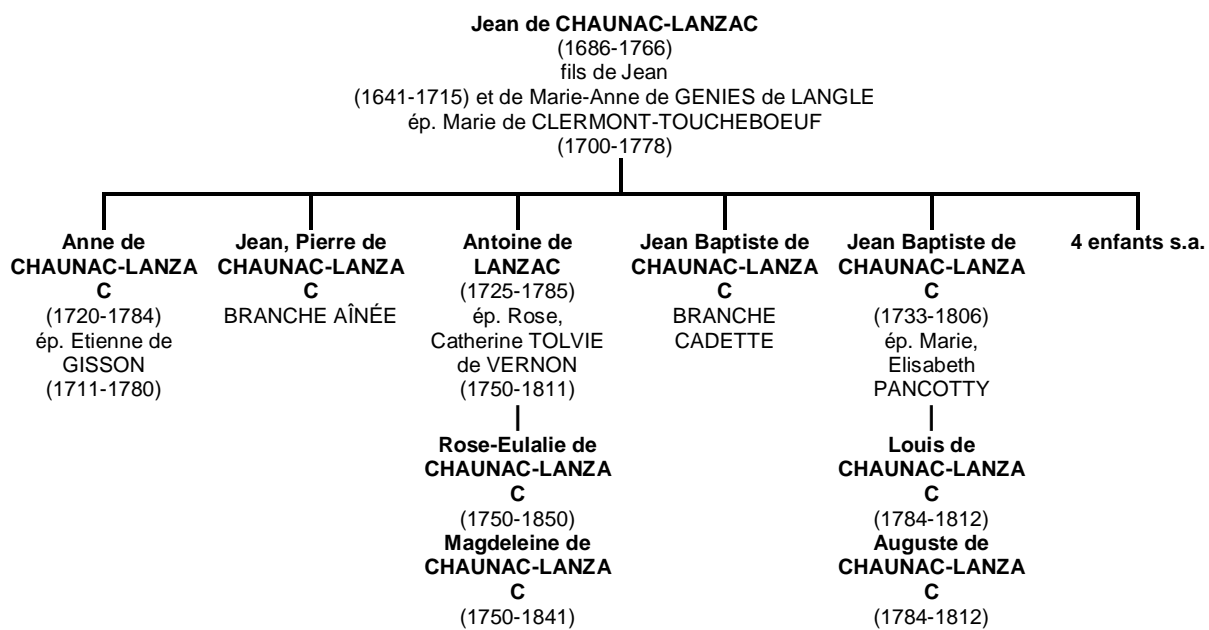 Jean de CHAUNAC-LANZAC
(1686-1766)
fils de Jean
(1641-1715) et de Marie-Anne de GENIES de LANGLE
ép. Marie de CLERMONT-TOUCHEBOEUF
(1700-1778)
Anne de
CHAUNAC-LANZA
C
(1720-1784)
ép. Etienne de
GISSON
(1711-1780)
Jean, Pierre de
CHAUNAC-LANZA
C
BRANCHE AÎNÉE
Antoine de
LANZAC
(1725-1785)
ép. Rose,
Catherine TOLVIE
de VERNON
(1750-1811)
|
Rose-Eulalie de
CHAUNAC-LANZA
C
(1750-1850)
Magdeleine de
CHAUNAC-LANZA
C
(1750-1841)
Jean Baptiste de
CHAUNAC-LANZA
C
BRANCHE
CADETTE
Jean Baptiste de
CHAUNAC-LANZA
C
(1733-1806)
ép. Marie,
Elisabeth
PANCOTTY
|
Louis de
CHAUNAC-LANZA
C
(1784-1812)
Auguste de
CHAUNAC-LANZA
C
(1784-1812)
4 enfants s.a.